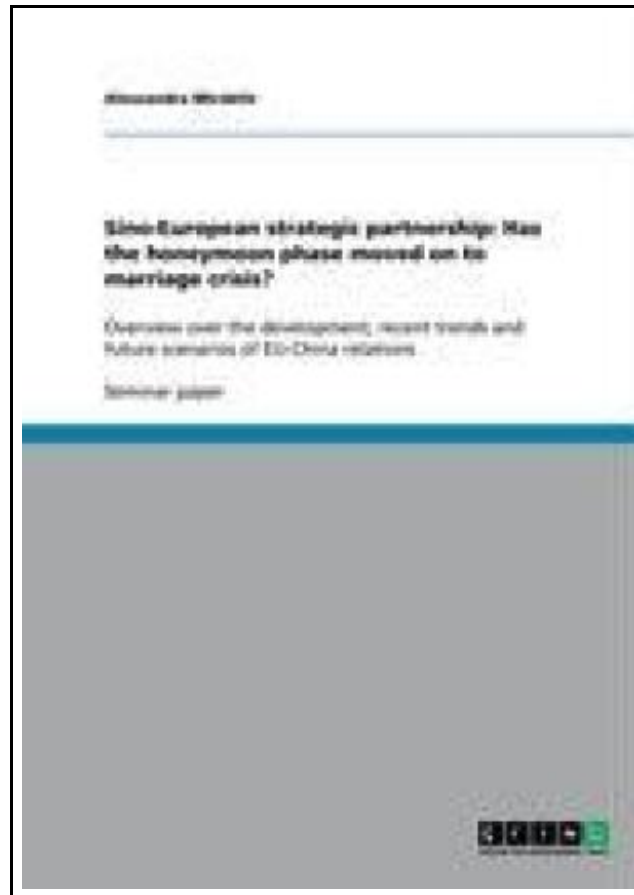 Sino-European strategic partnership: Has
the honeymoon phase moved on to
marriage crisis?
Overview over the development, recent trends and
future scenarios of EU-China relations
Seminar paper
GRIN